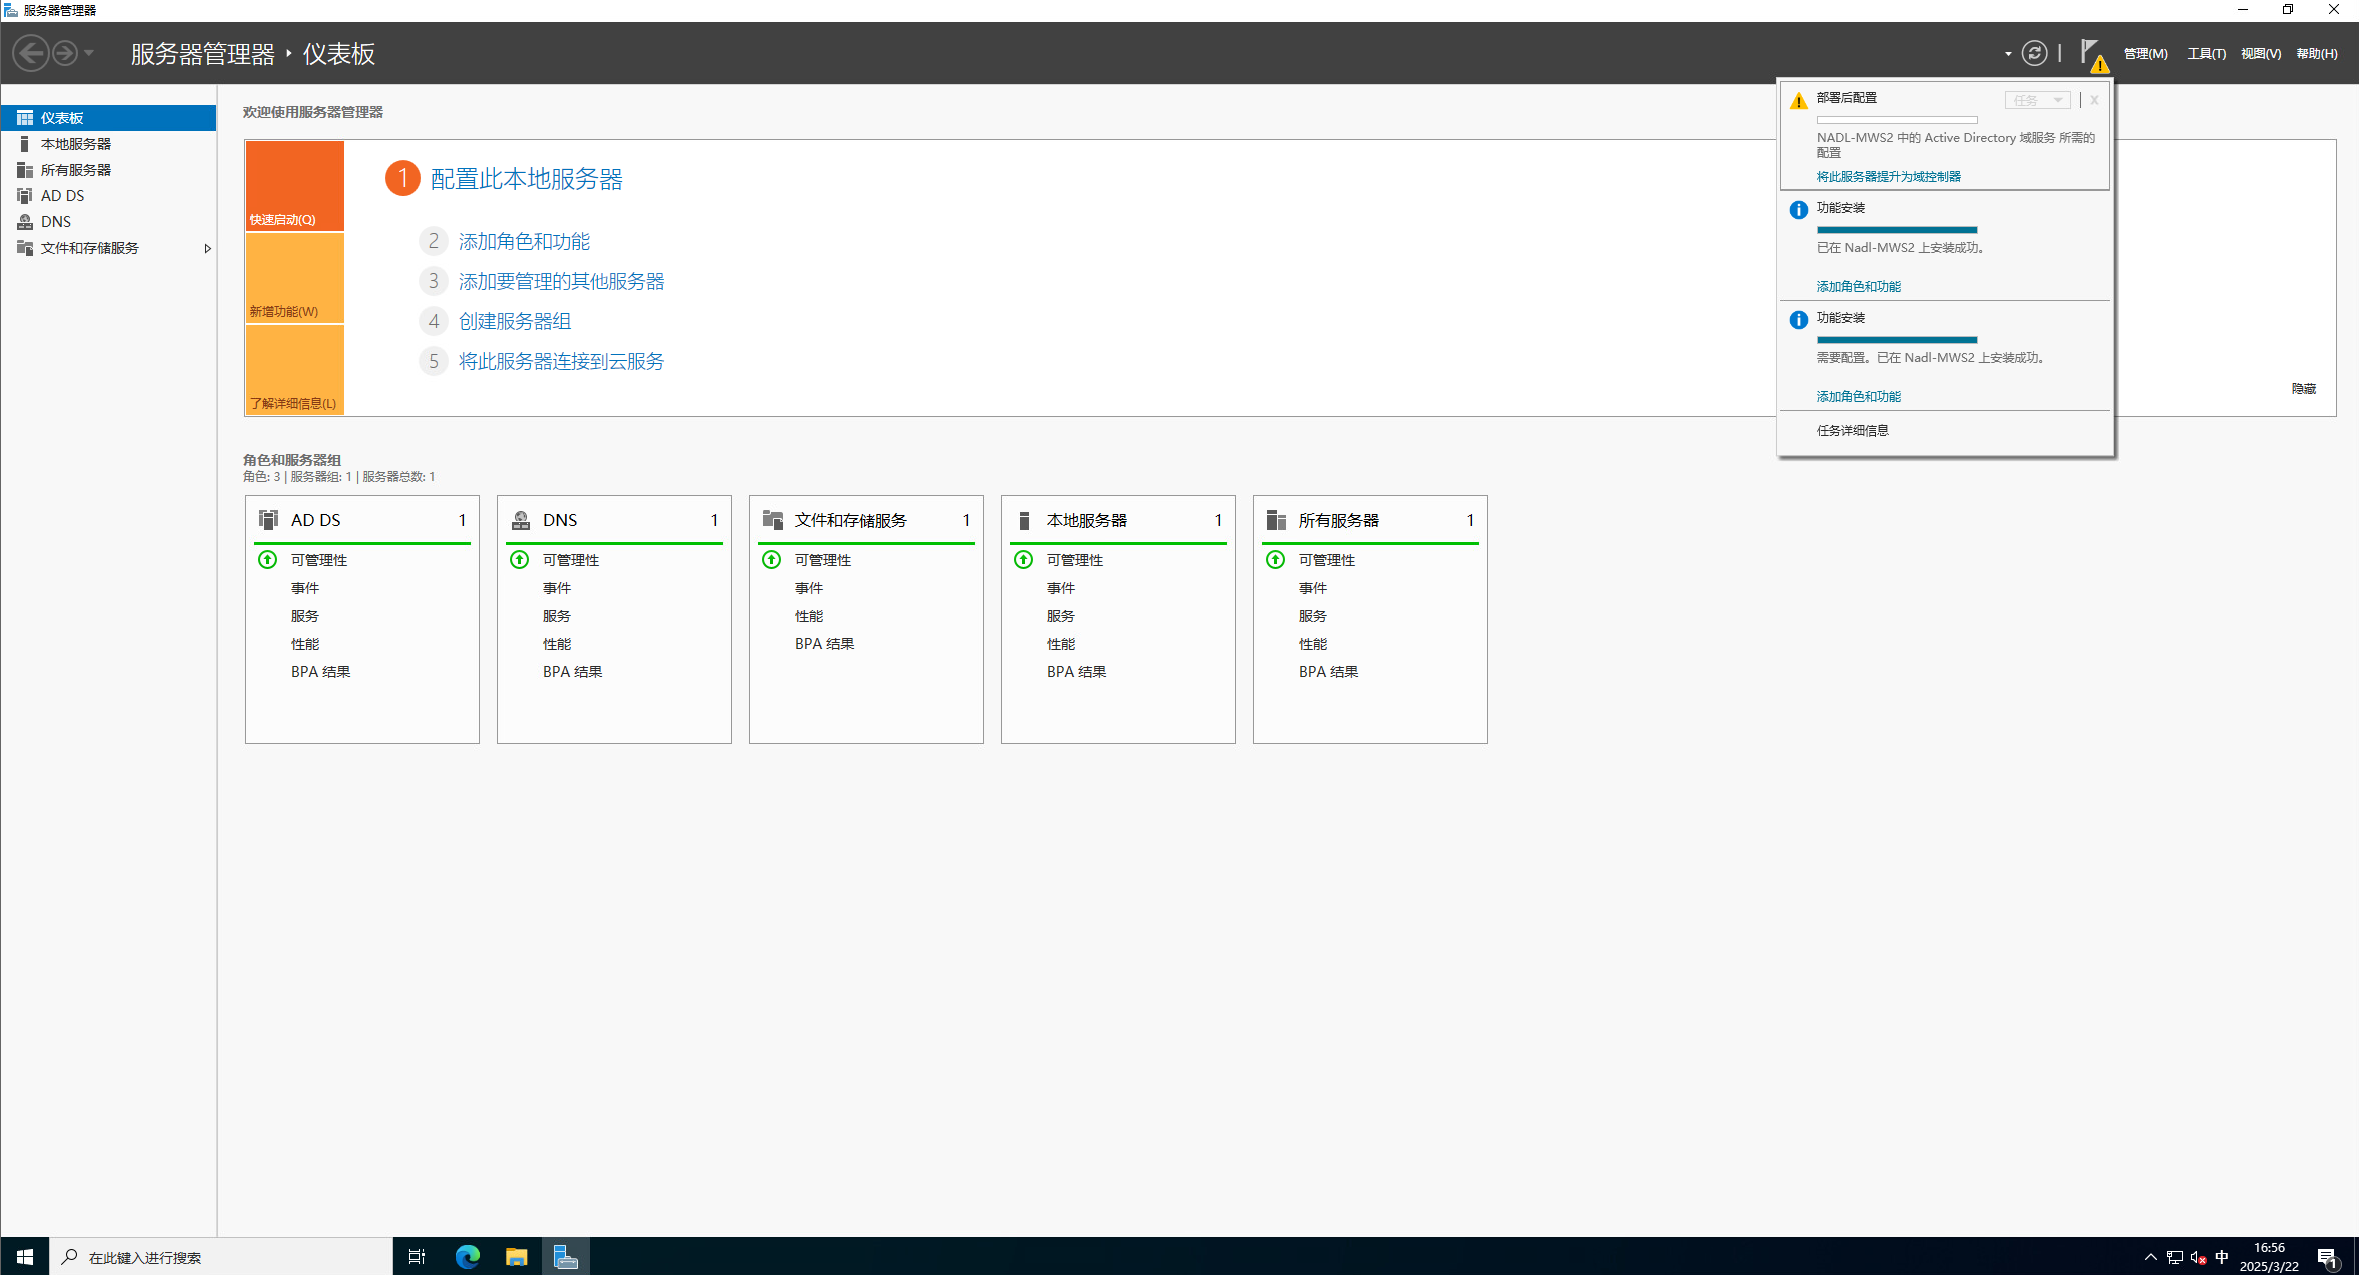 服务器管理器
服务器管理器 ‣ 仪表板
管理(M) 工具(T) 视图(V) 帮助(H)
仪表板
本地服务器
所有服务器
AD DS
DNS
文件和存储服务
欢迎使用服务器管理器
快速启动(Q)
新增功能(W)
了解详细信息(L)
1 配置此本地服务器
2 添加角色和功能
3 添加要管理的其他服务器
4 创建服务器组
5 将此服务器连接到云服务
隐藏
部署后配置
任务 X
NADL-MWS2 中的 Active Directory 域服务 所需的
配置
将此服务器提升为域控制器
功能安装
已在 Nadl-MWS2 上安装成功。
添加角色和功能
功能安装
需要配置。已在 Nadl-MWS2 上安装成功。
添加角色和功能
任务详细信息
角色和服务器组
角色: 3 | 服务器组: 1 | 服务器总数: 1
AD DS 1
可管理性
事件
服务
性能
BPA 结果
DNS 1
可管理性
事件
服务
性能
BPA 结果
文件和存储服务 1
可管理性
事件
性能
BPA 结果
本地服务器 1
可管理性
事件
服务
性能
BPA 结果
所有服务器 1
可管理性
事件
服务
性能
BPA 结果
在此键入进行搜索
中
16:56
2025/3/22
1